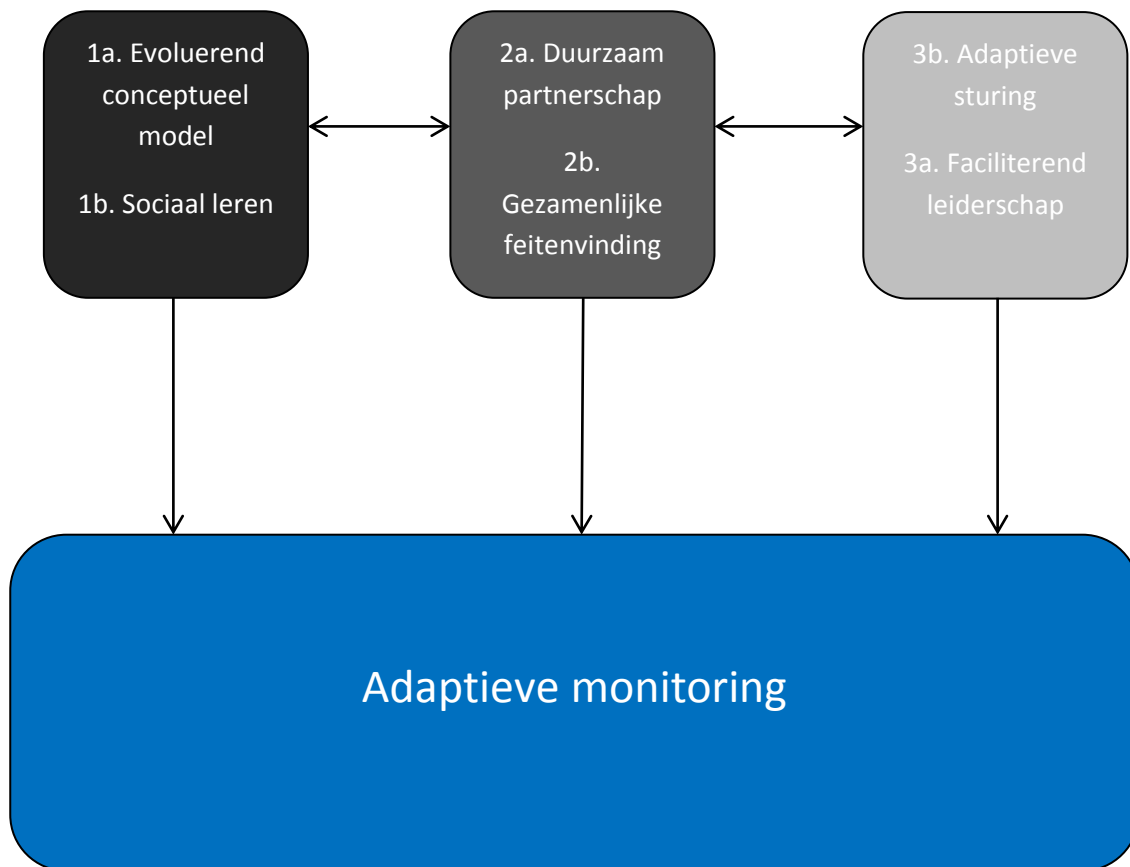 1a. Evoluerend
conceptueel
model
1b. Sociaal leren
2a. Duurzaam
partnerschap
2b.
Gezamenlijke
feitenvinding
3b. Adaptieve
sturing
3a. Faciliterend
leiderschap
Adaptieve monitoring